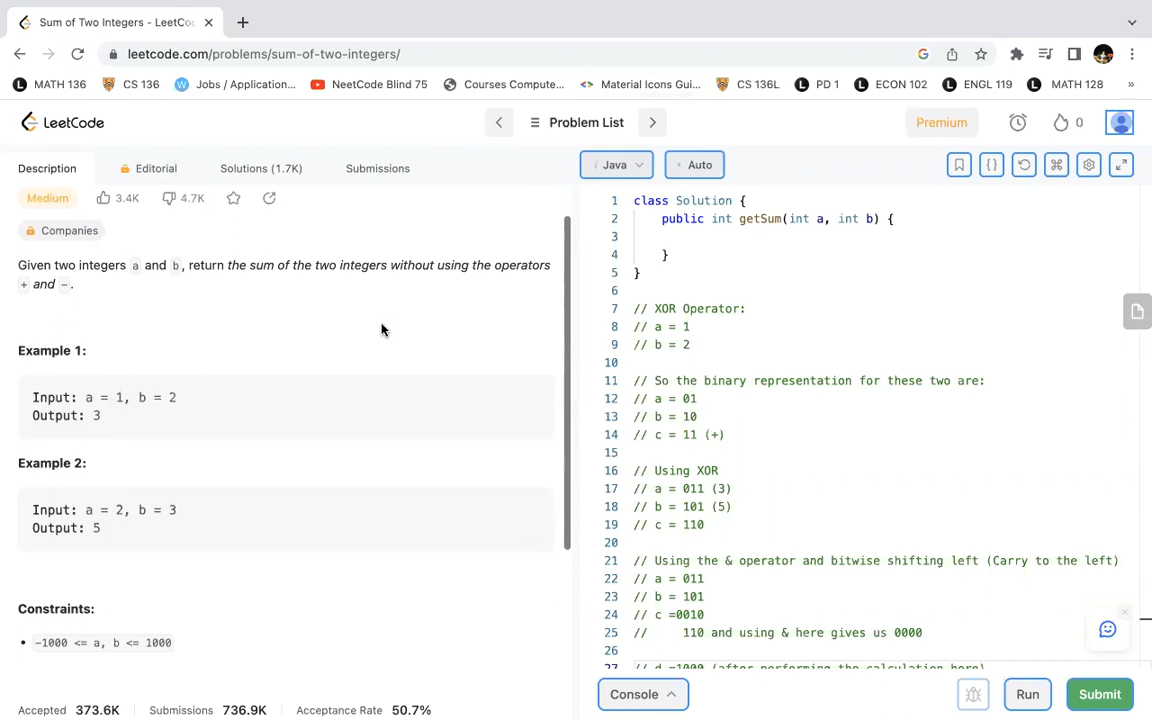 Sum of Two Integers - LeetCo
leetcode.com/problems/sum-of-two-integers/
MATH 136 CS 136 Jobs / Application... NeetCode Blind 75 Courses Compute... Material Icons Gui... CS 136L PD 1 ECON 102 ENGL 119 MATH 128 »
LeetCode Problem List Premium 0
Description Editorial Solutions (1.7K) Submissions
Medium 3.4K 4.7K
Companies
Given two integers a and b, return the sum of the two integers without using the operators
+ and -.
Example 1:
Input: a = 1, b = 2
Output: 3
Example 2:
Input: a = 2, b = 3
Output: 5
Constraints:
• -1000 <= a, b <= 1000
Accepted 373.6K Submissions 736.9K Acceptance Rate 50.7%
i Java • Auto
1 class Solution {
2 public int getSum(int a, int b) {
3
4 }
5 }
6
7 // XOR Operator:
8 // a = 1
9 // b = 2
10
11 // So the binary representation for these two are:
12 // a = 01
13 // b = 10
14 // c = 11 (+)
15
16 // Using XOR
17 // a = 011 (3)
18 // b = 101 (5)
19 // c = 110
20
21 // Using the & operator and bitwise shifting left (Carry to the left)
22 // a = 011
23 // b = 101
24 // c =0010
25 // 110 and using & here gives us 0000
26
27 // d =1000 (after performing the calculation here)
Console Run Submit